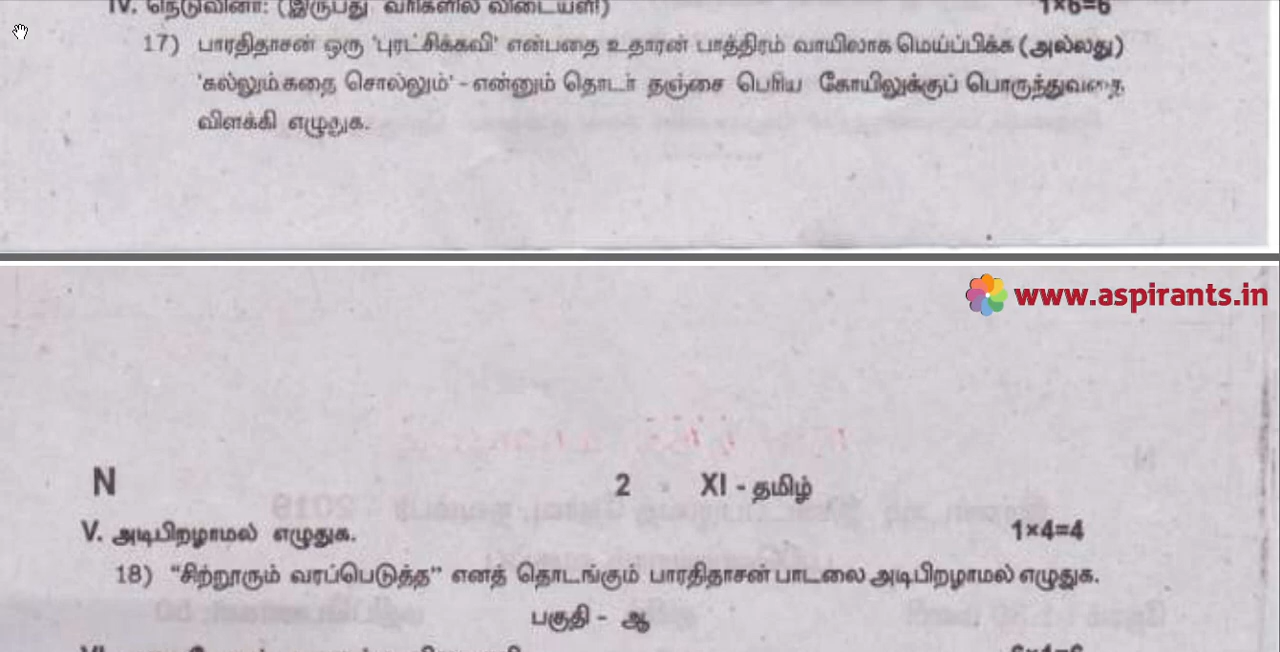 IV. நெடுவினா: (இருபது வரிகளில் விடையளி) 1×6=6
17) பாரதிதாசன் ஒரு 'புரட்சிக்கவி' என்பதை உதாரன் பாத்திரம் வாயிலாக மெய்ப்பிக்க (அல்லது)
'கல்லும் கதை சொல்லும்' - என்னும் தொடர் தஞ்சை பெரிய கோயிலுக்குப் பொருந்துவதை
விளக்கி எழுதுக.
www.aspirants.in
N 2 XI - தமிழ்
V. அடிபிறழாமல் எழுதுக. 1×4=4
18) “சிற்றூரும் வரப்பெடுத்த” எனத் தொடங்கும் பாரதிதாசன் பாடலை அடிபிறழாமல் எழுதுக.
பகுதி - ஆ